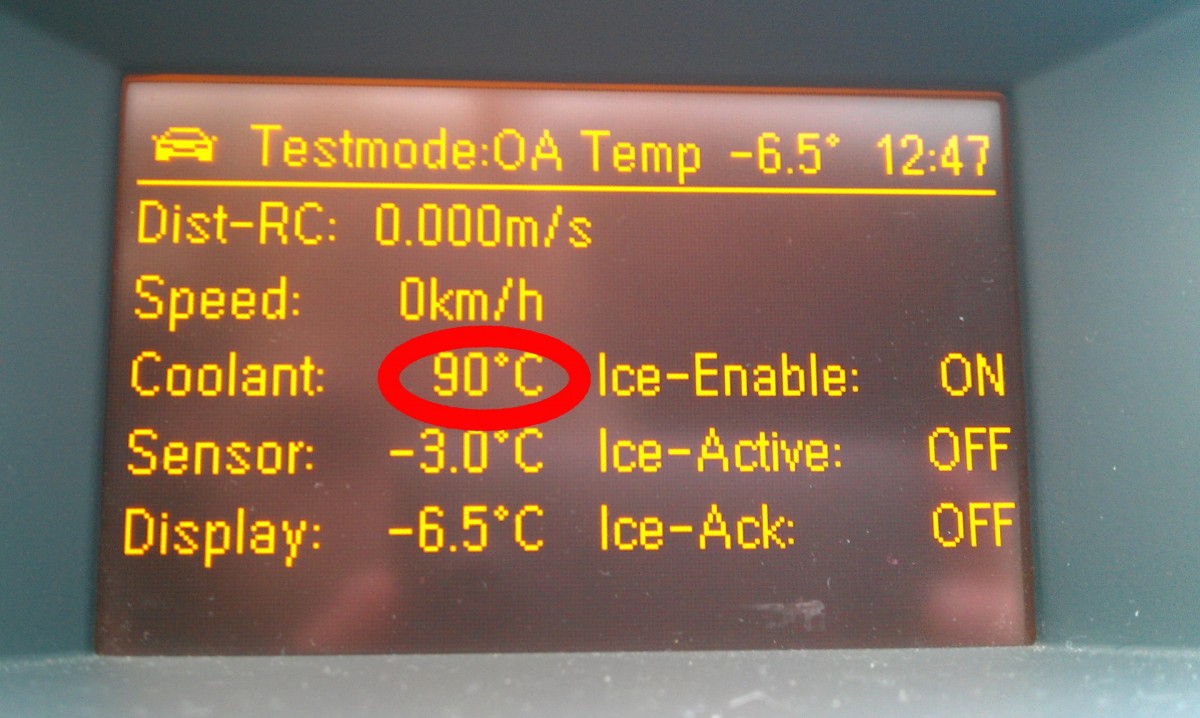 Testmode:OA Temp -6.5° 12:47
Dist-RC: 0.000m/s
Speed: 0km/h
Coolant: 90°C Ice-Enable: ON
Sensor: -3.0°C Ice-Active: OFF
Display: -6.5°C Ice-Ack: OFF